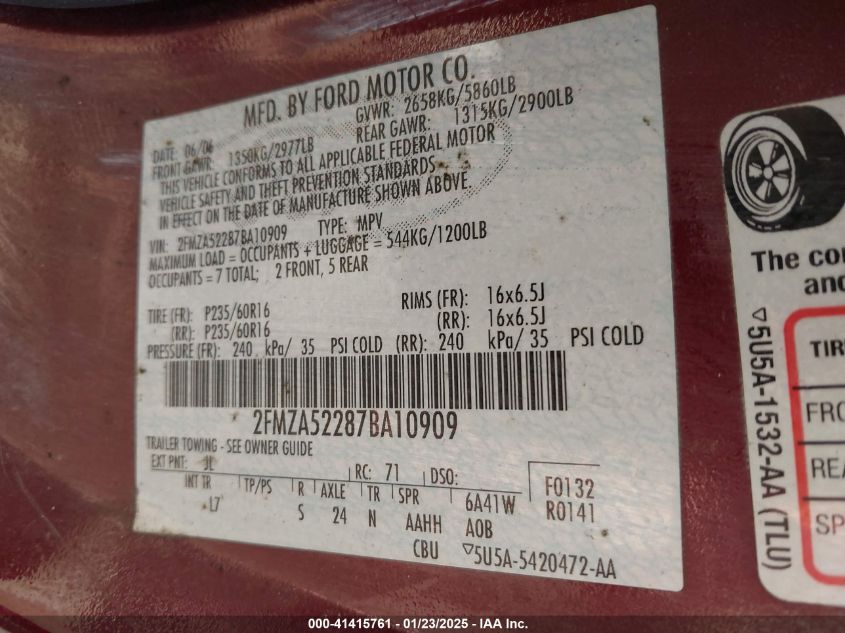 MFD. BY FORD MOTOR CO.
DATE: 06/06 GVWR: 2658KG/5860LB
FRONT GAWR: 1350KG/2977LB REAR GAWR: 1315KG/2900LB
THIS VEHICLE CONFORMS TO ALL APPLICABLE FEDERAL MOTOR
VEHICLE SAFETY AND THEFT PREVENTION STANDARDS
IN EFFECT ON THE DATE OF MANUFACTURE SHOWN ABOVE.
VIN: 2FMZA52287BA10909 TYPE: MPV
MAXIMUM LOAD = OCCUPANTS + LUGGAGE = 544KG/1200LB
OCCUPANTS = 7 TOTAL; 2 FRONT, 5 REAR
TIRE (FR): P235/60R16 RIMS (FR): 16x6.5J
(RR): P235/60R16 (RR): 16x6.5J
PRESSURE (FR): 240 kPa/ 35 PSI COLD (RR): 240 kPa/ 35 PSI COLD
2FMZA52287BA10909
TRAILER TOWING - SEE OWNER GUIDE
EXT PNT: JL RC: 71 DSO: F0132
INT TR TP/PS R AXLE TR SPR 6A41W R0141
L7 S 24 N AAHH AOB
CBU ▽5U5A-5420472-AA
The co
and
▽5U5A-1532-AA (TLU)
TIR
FRO
REA
SP
000-41415761 - 01/23/2025 - IAA Inc.